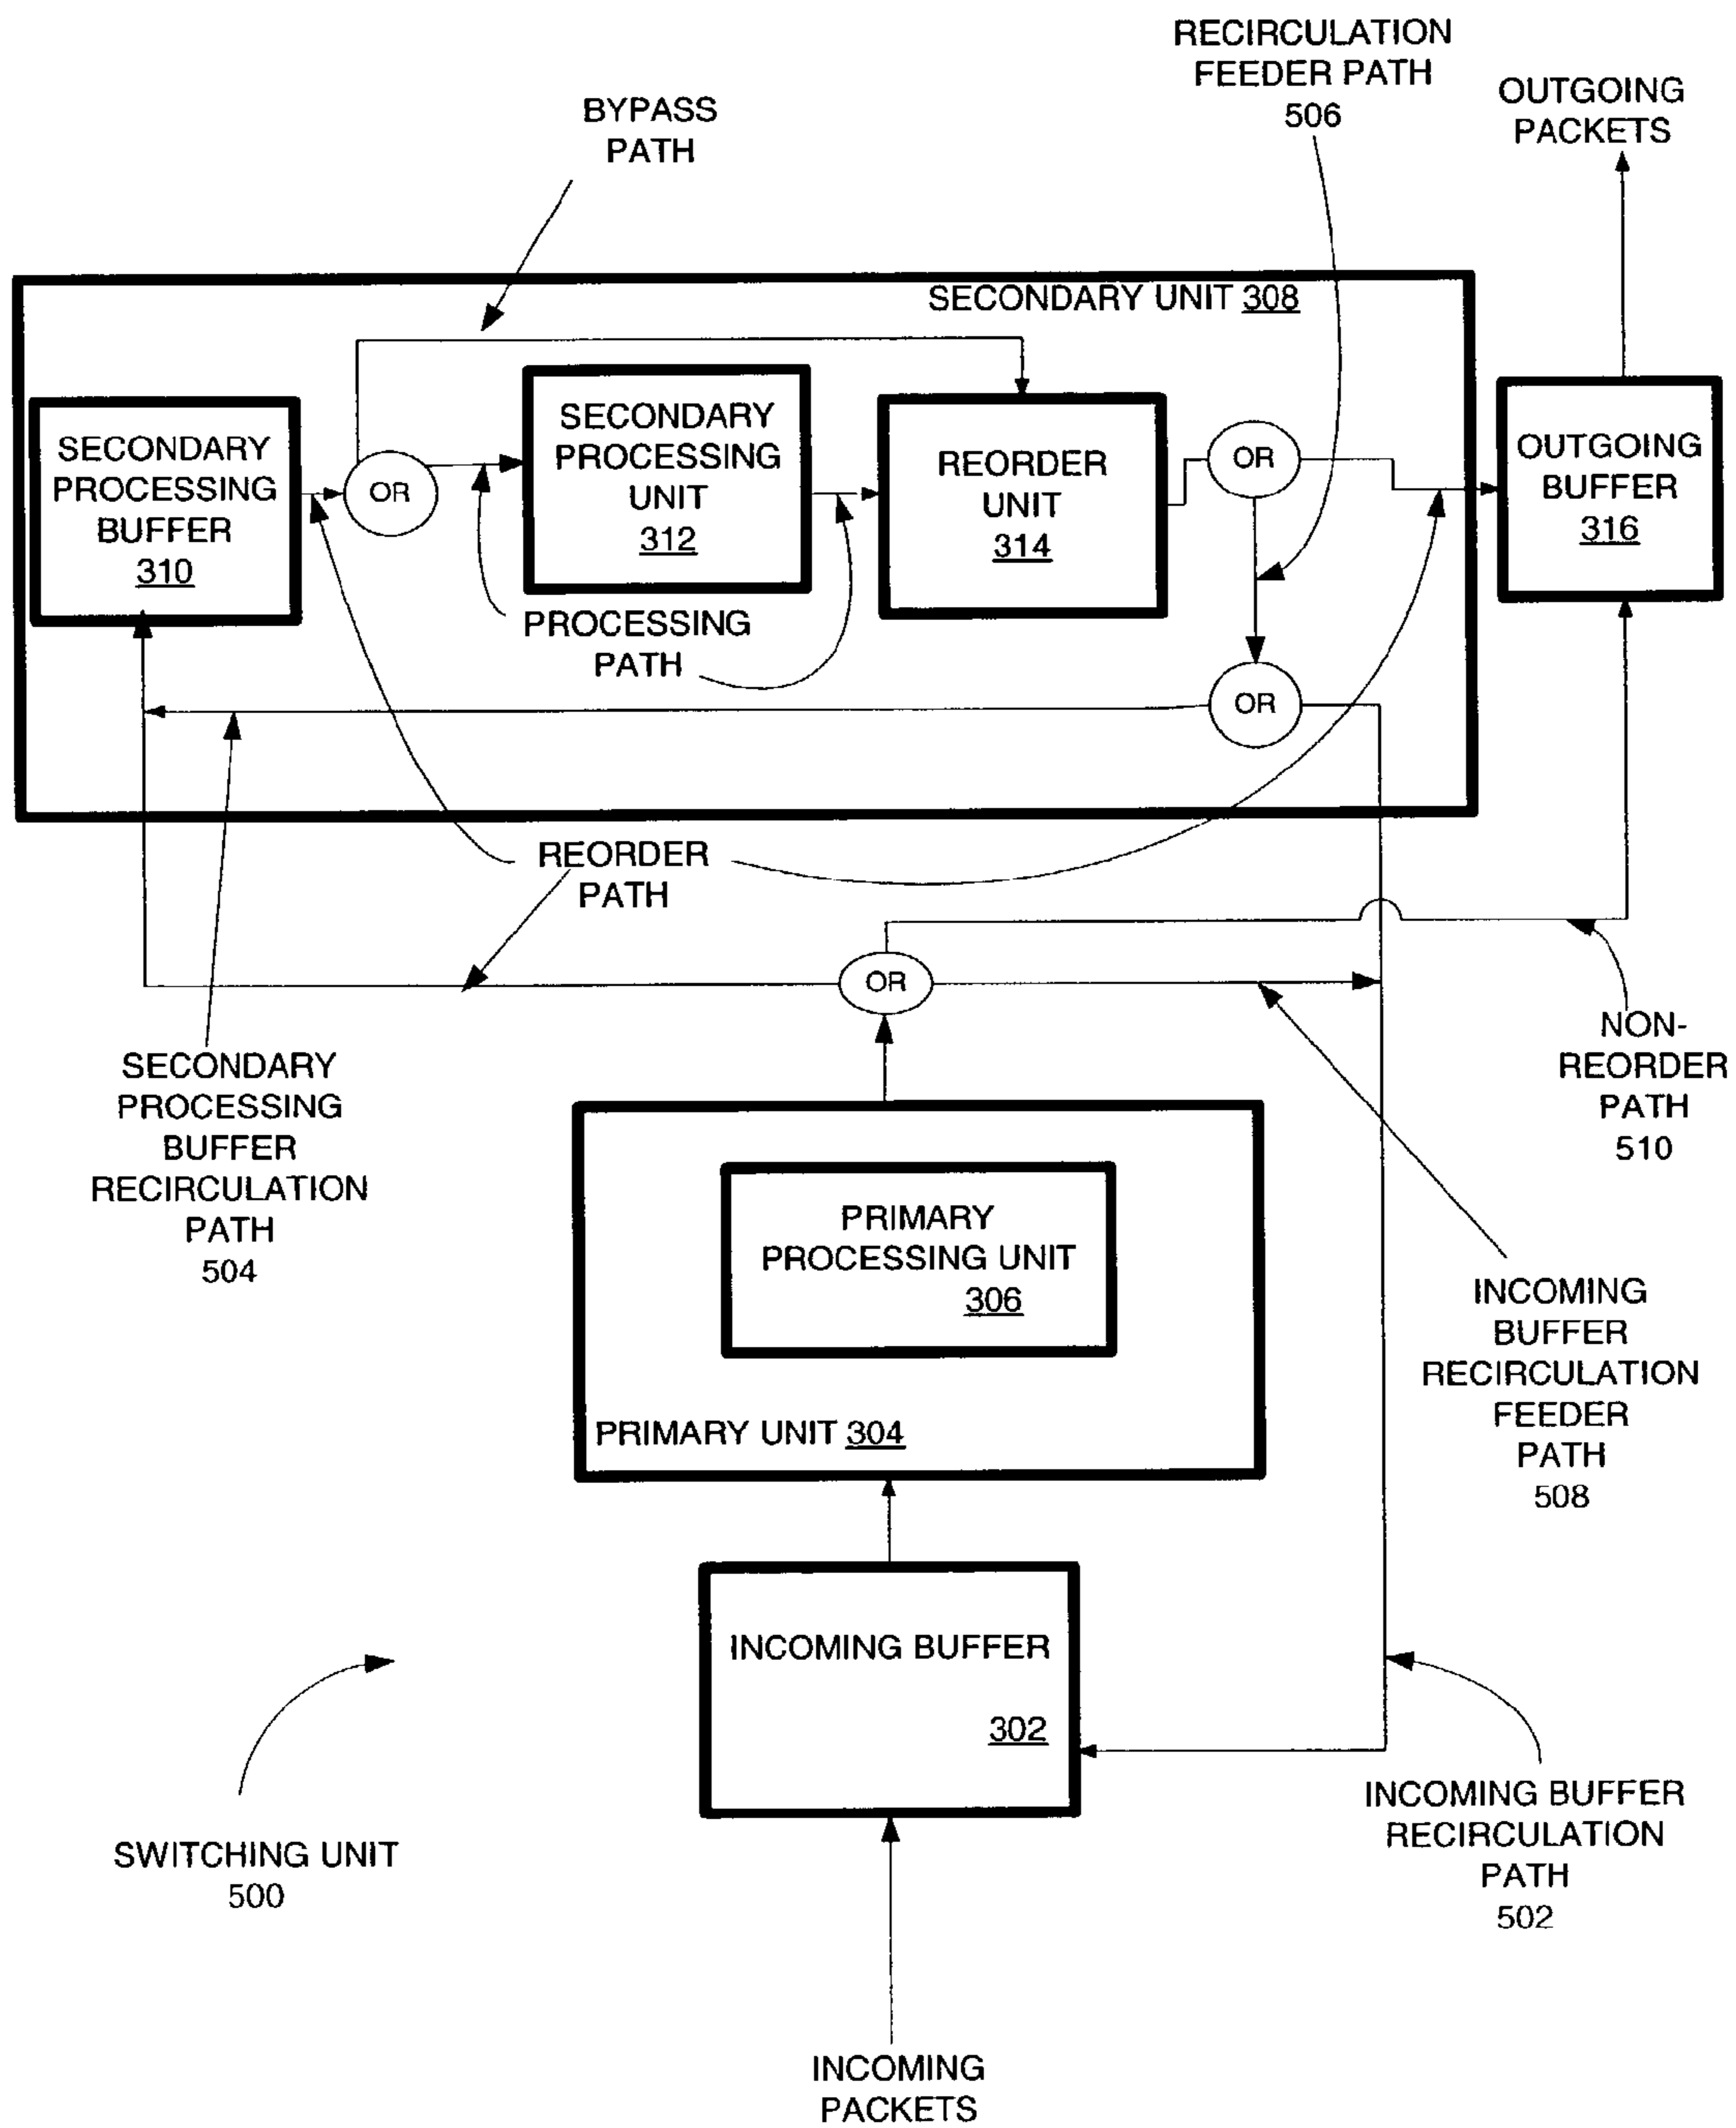 RECIRCULATION
FEEDER PATH
506
OUTGOING
PACKETS
BYPASS
PATH
SECONDARY UNIT 308
SECONDARY
PROCESSING
BUFFER
310
OR
SECONDARY
PROCESSING
UNIT
312
REORDER
UNIT
314
OR
OUTGOING
BUFFER
316
PROCESSING
PATH
OR
REORDER
PATH
OR
SECONDARY
PROCESSING
BUFFER
RECIRCULATION
PATH
504
NON-
REORDER
PATH
510
PRIMARY
PROCESSING UNIT
306
PRIMARY UNIT 304
INCOMING
BUFFER
RECIRCULATION
FEEDER
PATH
508
INCOMING BUFFER
302
SWITCHING UNIT
500
INCOMING BUFFER
RECIRCULATION
PATH
502
INCOMING
PACKETS